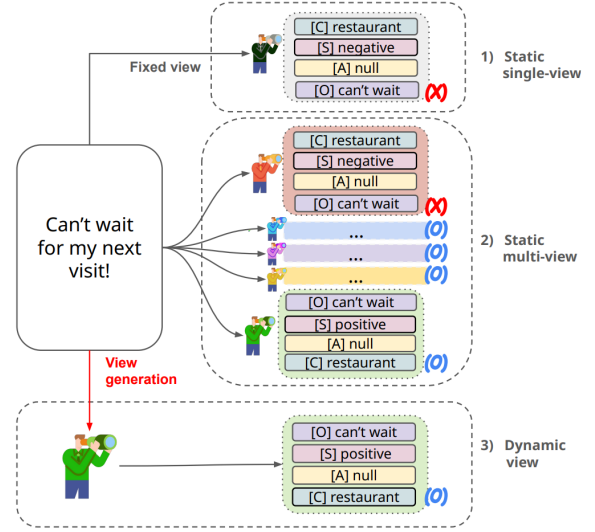 [C] restaurant
[S] negative
[A] null
[O] can't wait
(X)
Fixed view
1) Static
single-view
Can't wait
for my next
visit!
[C] restaurant
[S] negative
[A] null
[O] can't wait
(X)
...
(O)
...
(O)
...
(O)
[O] can't wait
[S] positive
[A] null
[C] restaurant
(O)
2) Static
multi-view
View
generation
[O] can't wait
[S] positive
[A] null
[C] restaurant
(O)
3) Dynamic
view